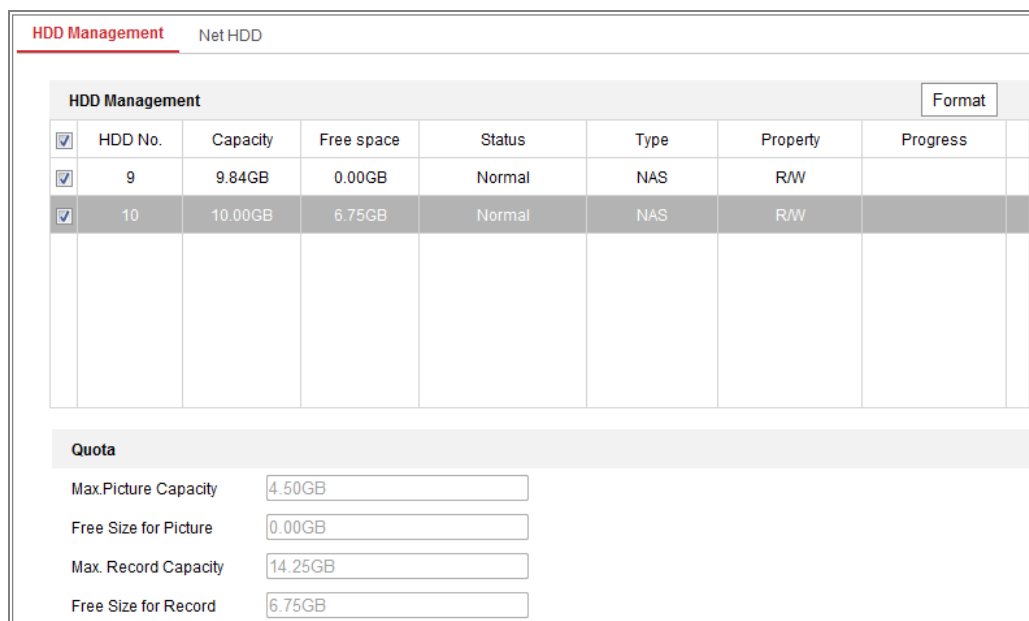 HDD Management Net HDD
HDD Management Format
HDD No. Capacity Free space Status Type Property Progress
9 9.84GB 0.00GB Normal NAS R/W
10 10.00GB 6.75GB Normal NAS R/W
Quota
Max.Picture Capacity 4.50GB
Free Size for Picture 0.00GB
Max. Record Capacity 14.25GB
Free Size for Record 6.75GB